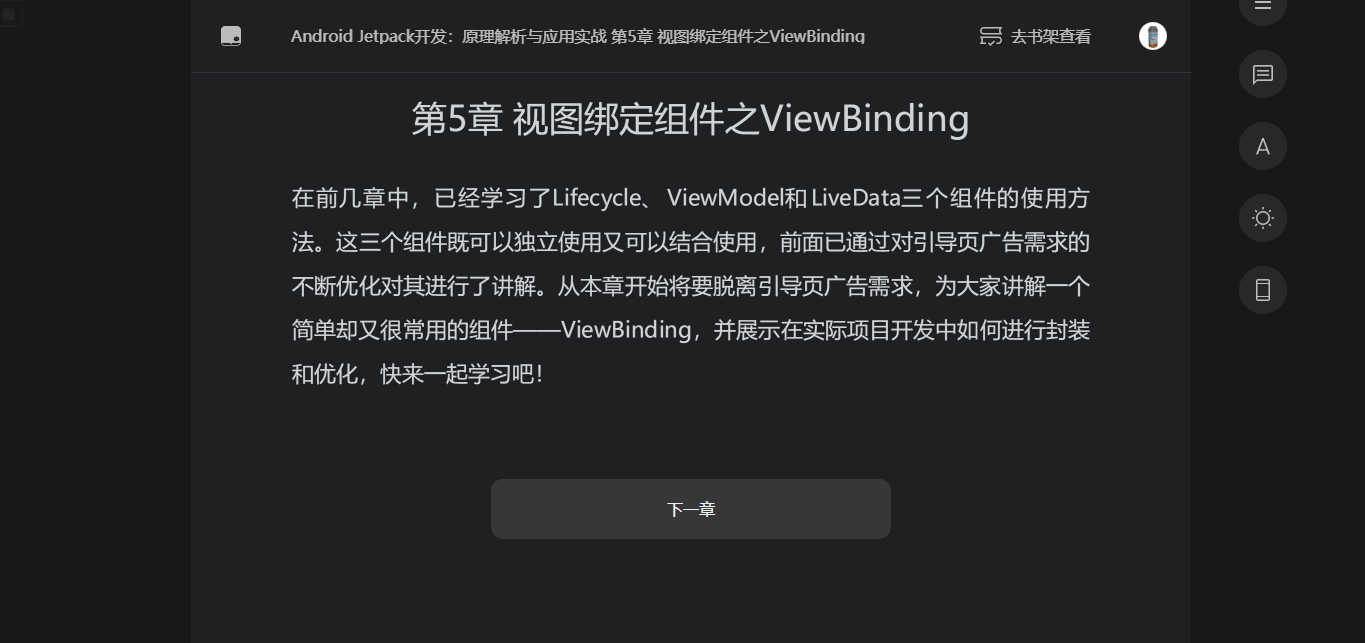 Android Jetpack开发：原理解析与应用实战 第5章 视图绑定组件之ViewBinding
去书架查看
第5章 视图绑定组件之ViewBinding
在前几章中，已经学习了Lifecycle、ViewModel和LiveData三个组件的使用方
法。这三个组件既可以独立使用又可以结合使用，前面已通过对引导页广告需求的
不断优化对其进行了讲解。从本章开始将要脱离引导页广告需求，为大家讲解一个
简单却又很常用的组件——ViewBinding，并展示在实际项目开发中如何进行封装
和优化，快来一起学习吧！
下一章
A